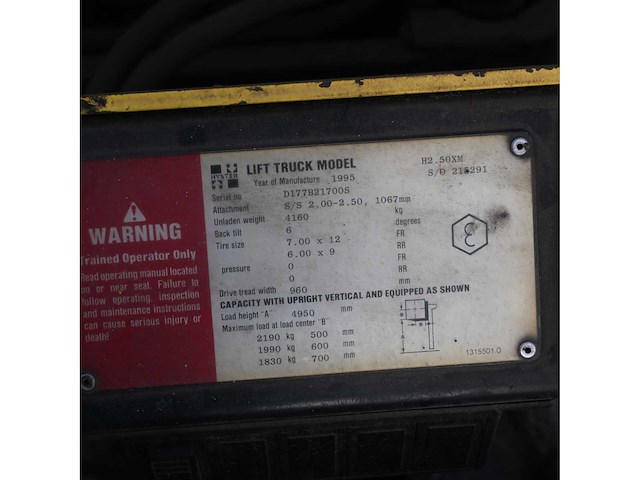 WARNING
Trained Operator Only
Read operating manual located
on or near seat. Failure to
follow operating, inspection
and maintenance instructions
can cause serious injury or
death!
HYSTER
LIFT TRUCK MODEL H2.50XM
Year of Manufacture 1995 S/D 215291
Serial no D177B21700S
Attachment S/S 2.00-2.50, 1067mm
Unladen weight 4160 kg
Back tilt 6 degrees
Tire size 7.00 x 12 FR
6.00 x 9 RR
pressure 0 FR
0 RR
Drive tread width 960 mm
CAPACITY WITH UPRIGHT VERTICAL AND EQUIPPED AS SHOWN
Load height "A" 4950 mm
Maximum load at load center "B"
2190 kg 500 mm
1990 kg 600 mm
1830 kg 700 mm
1315501.0